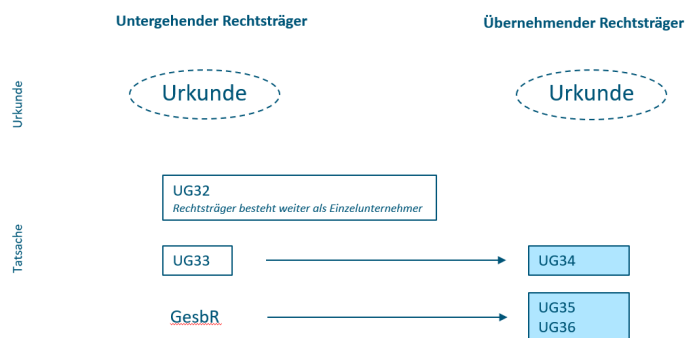 Untergehender Rechtsträger
Übernehmender Rechtsträger
Urkunde
Urkunde
Urkunde
Tatsache
UG32
Rechtsträger besteht weiter als Einzelunternehmer
UG33
UG34
GesbR
UG35
UG36